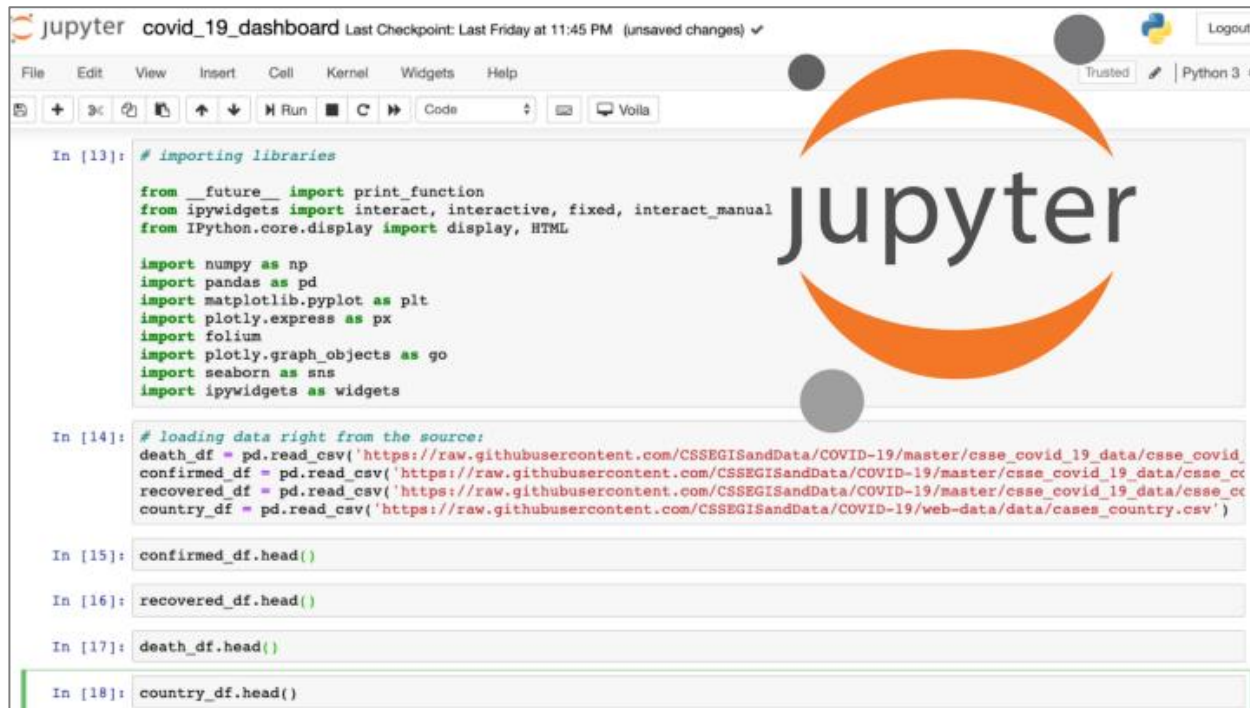 jupyter covid_19_dashboard Last Checkpoint: Last Friday at 11:45 PM (unsaved changes)
Logout
File Edit View Insert Cell Kernel Widgets Help
Trusted Python 3
Run Code Voila
jupyter
In [13]: # importing libraries
from __future__ import print_function
from ipywidgets import interact, interactive, fixed, interact_manual
from IPython.core.display import display, HTML
import numpy as np
import pandas as pd
import matplotlib.pyplot as plt
import plotly.express as px
import folium
import plotly.graph_objects as go
import seaborn as sns
import ipywidgets as widgets
In [14]: # loading data right from the source:
death_df = pd.read_csv('https://raw.githubusercontent.com/CSSEGISandData/COVID-19/master/csse_covid_19_data/csse_covid_
confirmed_df = pd.read_csv('https://raw.githubusercontent.com/CSSEGISandData/COVID-19/master/csse_covid_19_data/csse_co
recovered_df = pd.read_csv('https://raw.githubusercontent.com/CSSEGISandData/COVID-19/master/csse_covid_19_data/csse_co
country_df = pd.read_csv('https://raw.githubusercontent.com/CSSEGISandData/COVID-19/web-data/data/cases_country.csv')
In [15]: confirmed_df.head()
In [16]: recovered_df.head()
In [17]: death_df.head()
In [18]: country_df.head()